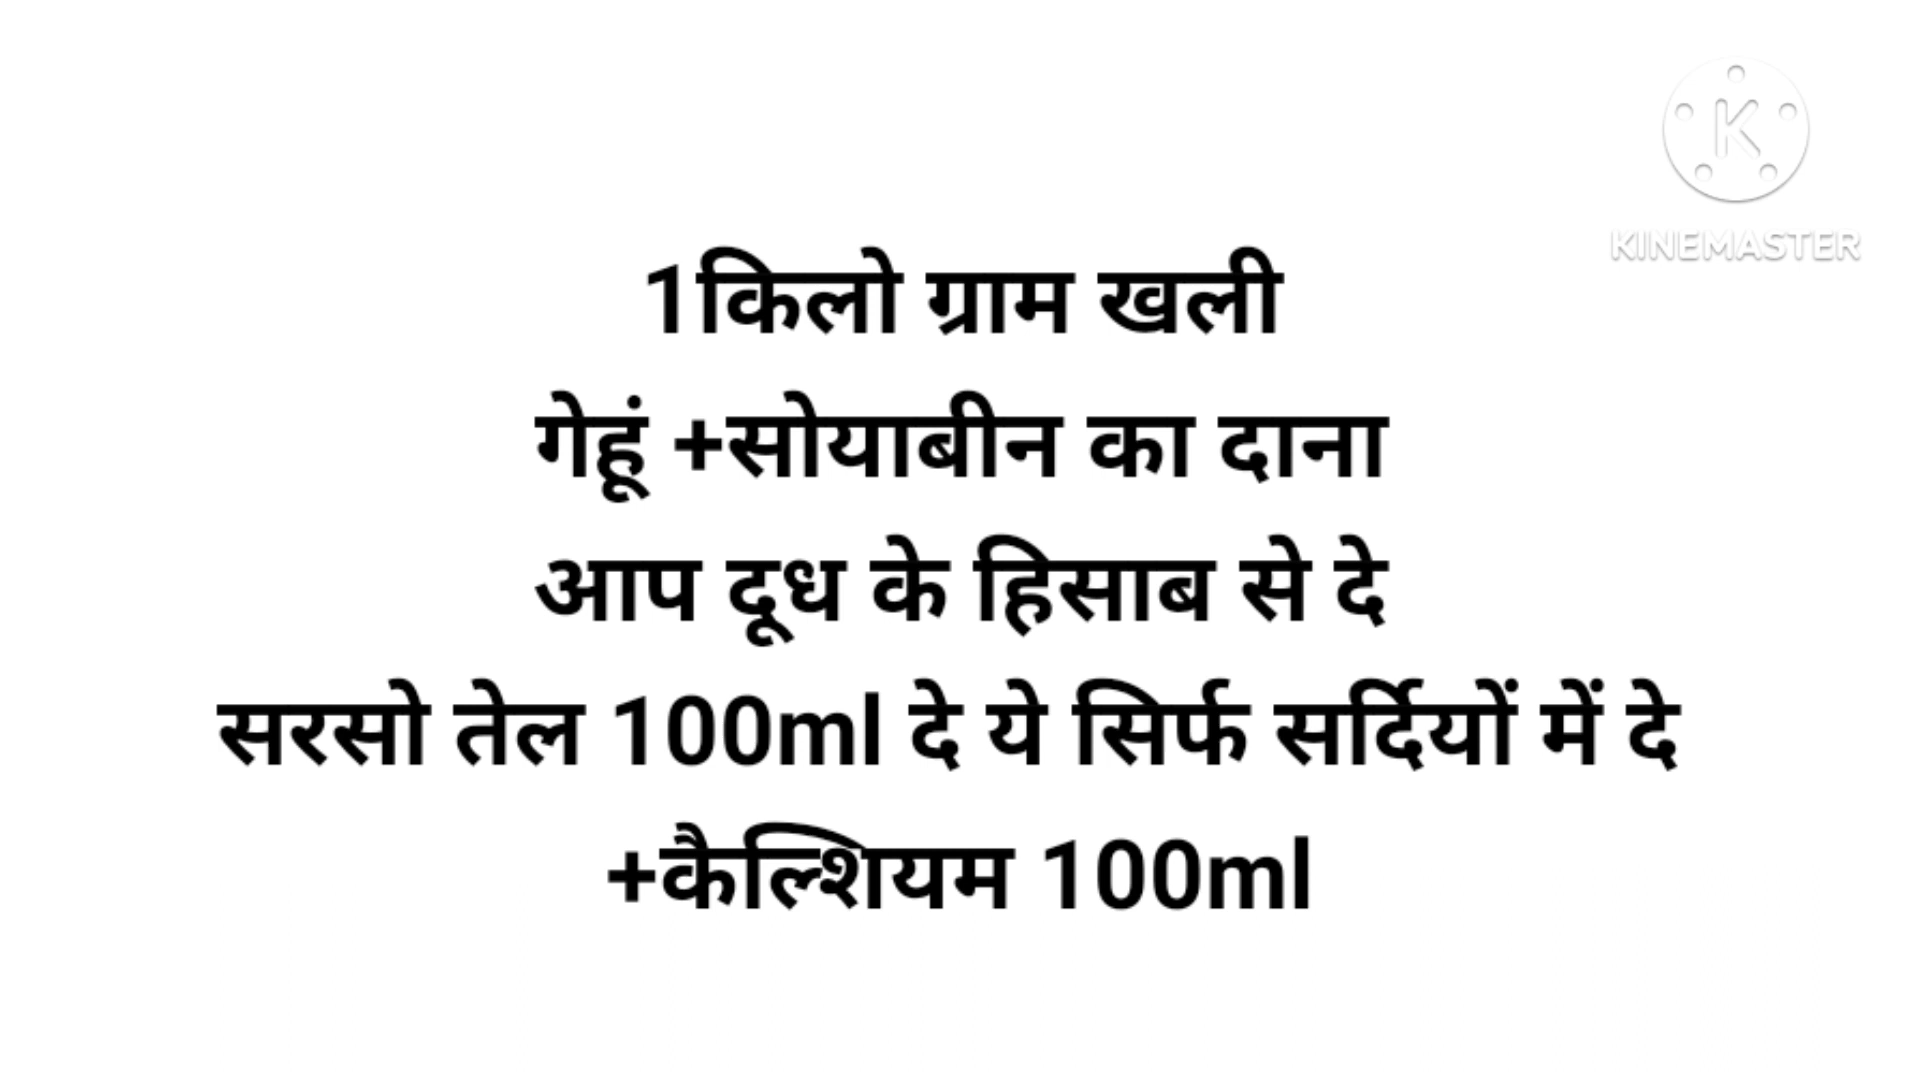 KINEMASTER
1किलो ग्राम खली
गेहूं +सोयाबीन का दाना
आप दूध के हिसाब से दे
सरसो तेल 100ml दे ये सिर्फ सर्दियों में दे
+कैल्शियम 100ml